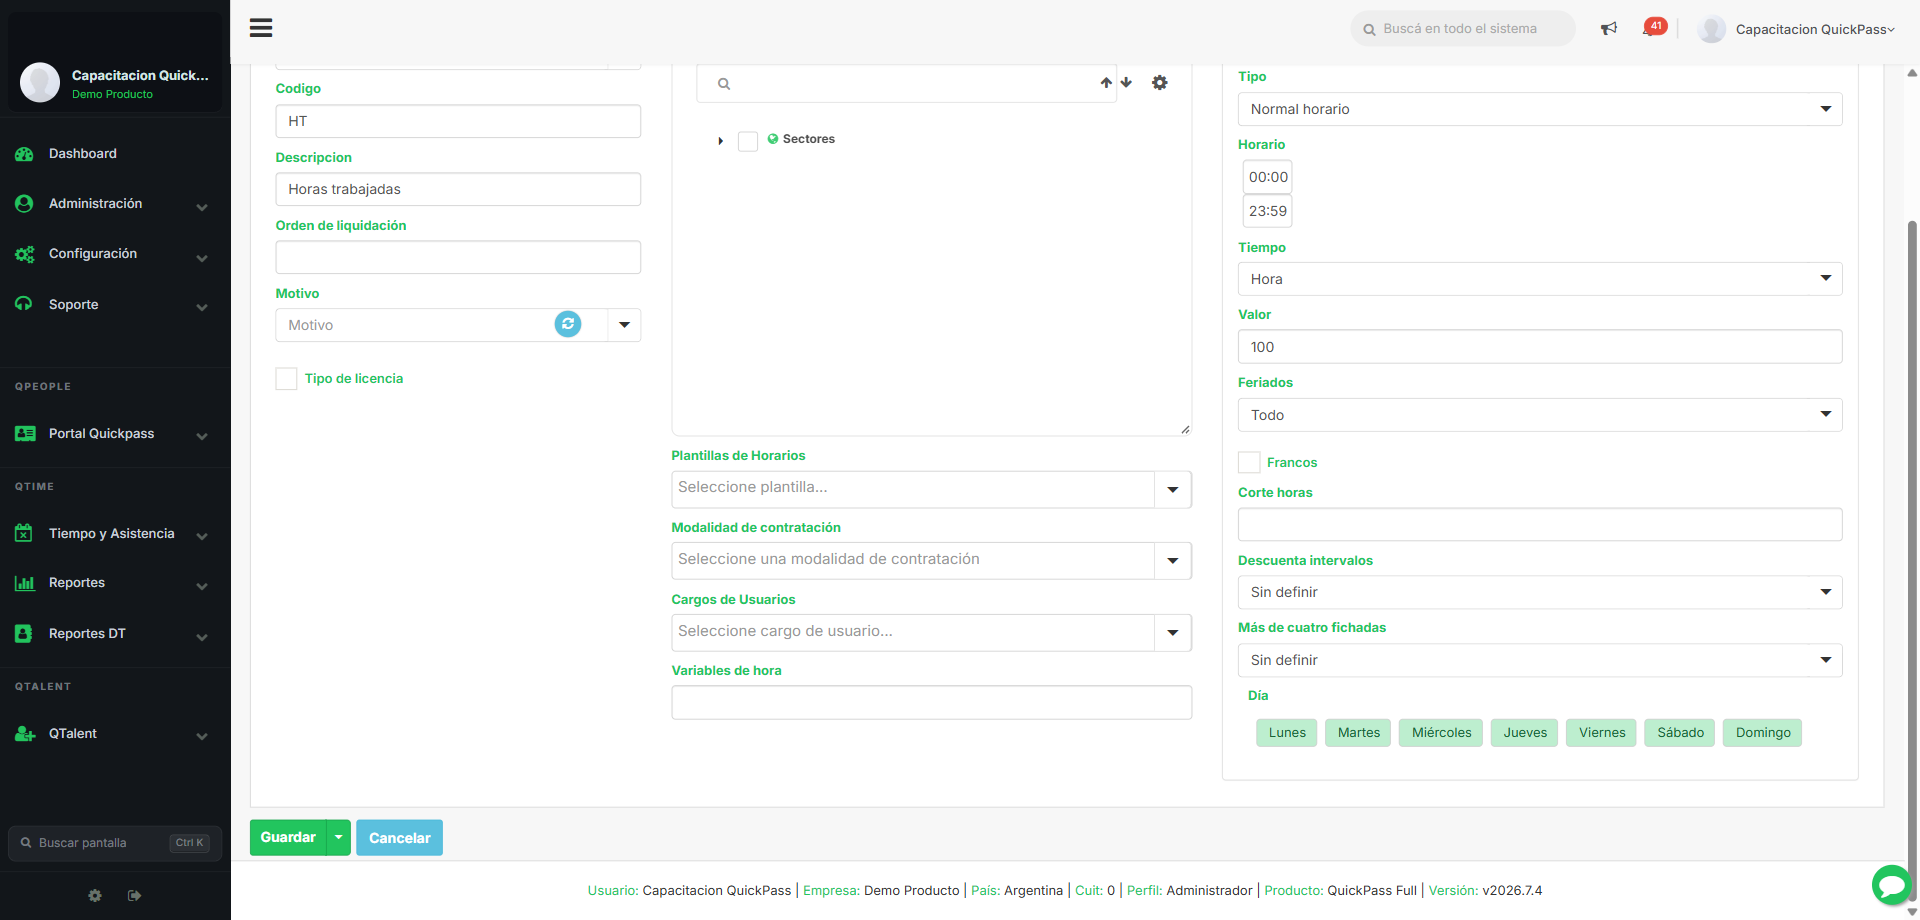 Capacitacion Quick...
Demo Producto
Dashboard
Administración
Configuración
Soporte
QPEOPLE
Portal Quickpass
QTIME
Tiempo y Asistencia
Reportes
Reportes DT
QTALENT
QTalent
Buscar pantalla
Ctrl K
Buscá en todo el sistema
41
Capacitacion QuickPass
Codigo
HT
Descripcion
Horas trabajadas
Orden de liquidación
Motivo
Motivo
Tipo de licencia
Sectores
Plantillas de Horarios
Seleccione plantilla...
Modalidad de contratación
Seleccione una modalidad de contratación
Cargos de Usuarios
Seleccione cargo de usuario...
Variables de hora
Tipo
Normal horario
Horario
00:00
23:59
Tiempo
Hora
Valor
100
Feriados
Todo
Francos
Corte horas
Descuenta intervalos
Sin definir
Más de cuatro fichadas
Sin definir
Día
Lunes Martes Miércoles Jueves Viernes Sábado Domingo
Guardar
Cancelar
Usuario: Capacitacion QuickPass | Empresa: Demo Producto | País: Argentina | Cuit: 0 | Perfil: Administrador | Producto: QuickPass Full | Versión: v2026.7.4